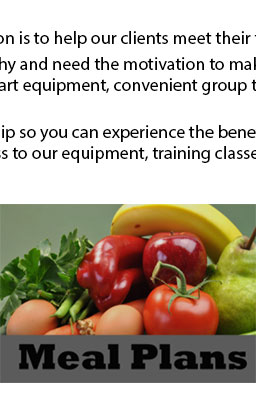 on is to help our clients meet their
hy and need the motivation to mak
art equipment, convenient group t
ip so you can experience the bene
s to our equipment, training classe
Meal Plans